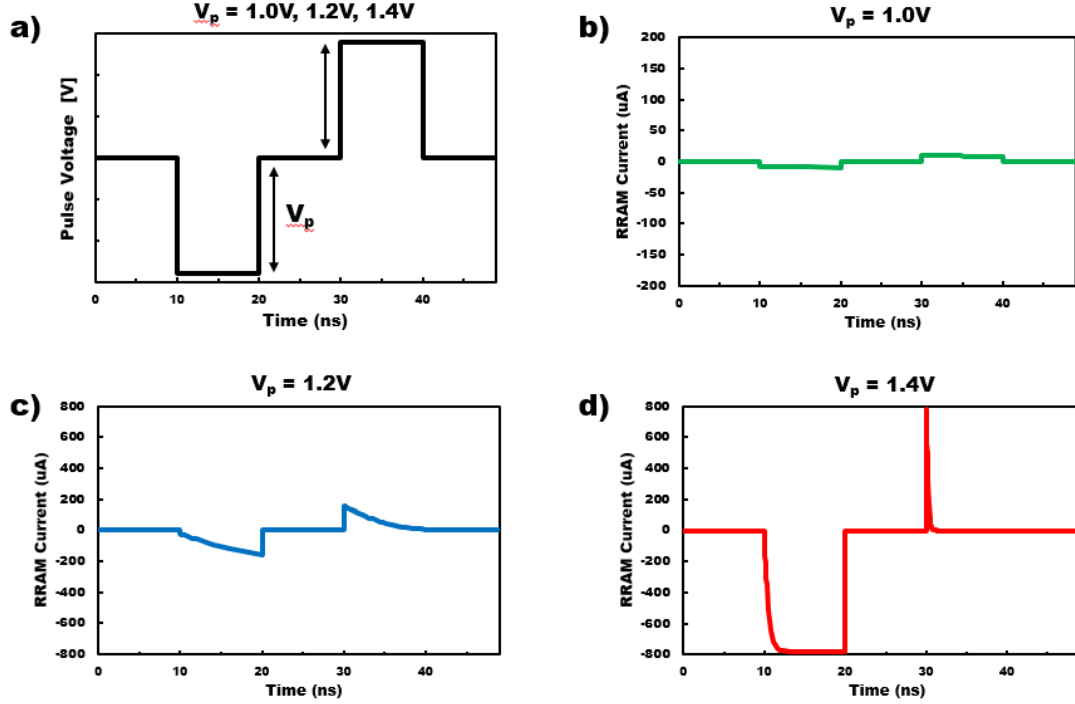 Vp = 1.0V, 1.2V, 1.4V
a)
Pulse Voltage [V]
Vp
0 10 20 30 40
Time (ns)
b)
Vp = 1.0V
RRAM Current (uA)
200
150
100
50
0
-50
-100
-150
-200
0 10 20 30 40
Time (ns)
c)
Vp = 1.2V
RRAM Current (uA)
800
600
400
200
0
-200
-400
-600
-800
0 10 20 30 40
Time (ns)
d)
Vp = 1.4V
RRAM Current (uA)
800
600
400
200
0
-200
-400
-600
-800
0 10 20 30 40
Time (ns)